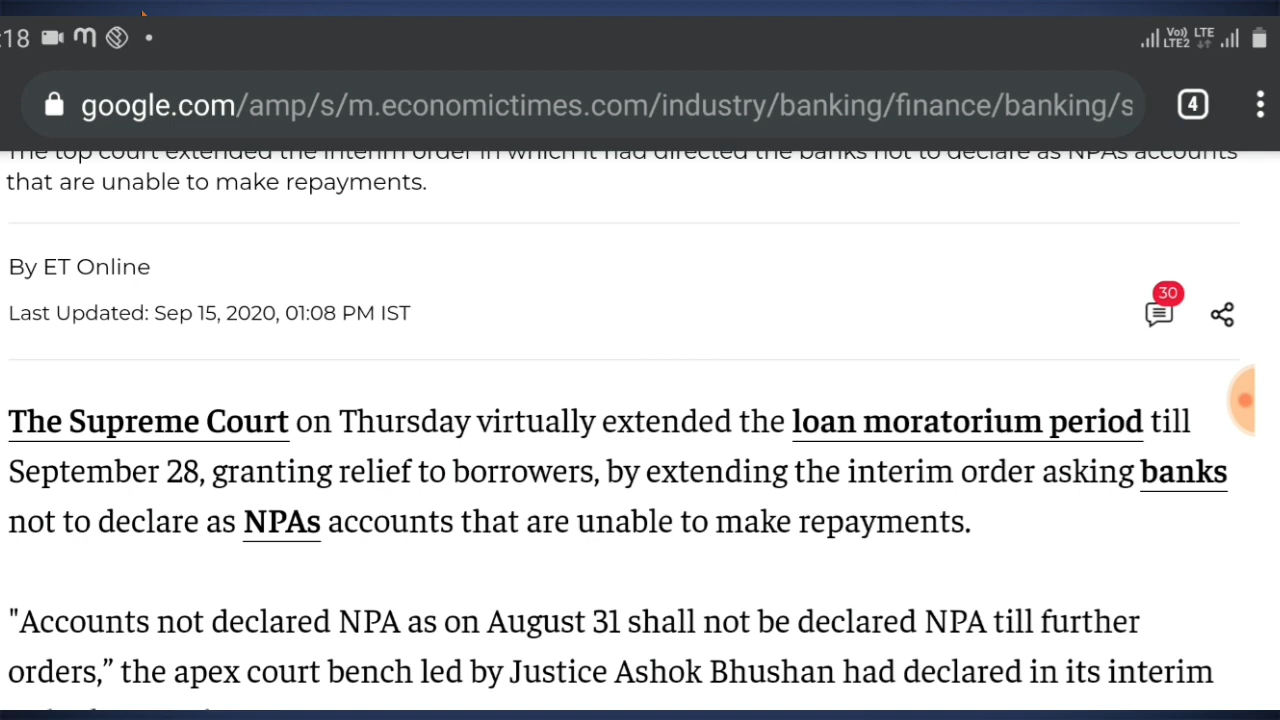 :18
Vo)) LTE
LTE2
google.com/amp/s/m.economictimes.com/industry/banking/finance/banking/s
4
The top court extended the interim order in which it had directed the banks not to declare as NPAs accounts
that are unable to make repayments.
By ET Online
30
Last Updated: Sep 15, 2020, 01:08 PM IST
The Supreme Court on Thursday virtually extended the loan moratorium period till
September 28, granting relief to borrowers, by extending the interim order asking banks
not to declare as NPAs accounts that are unable to make repayments.
"Accounts not declared NPA as on August 31 shall not be declared NPA till further
orders,” the apex court bench led by Justice Ashok Bhushan had declared in its interim